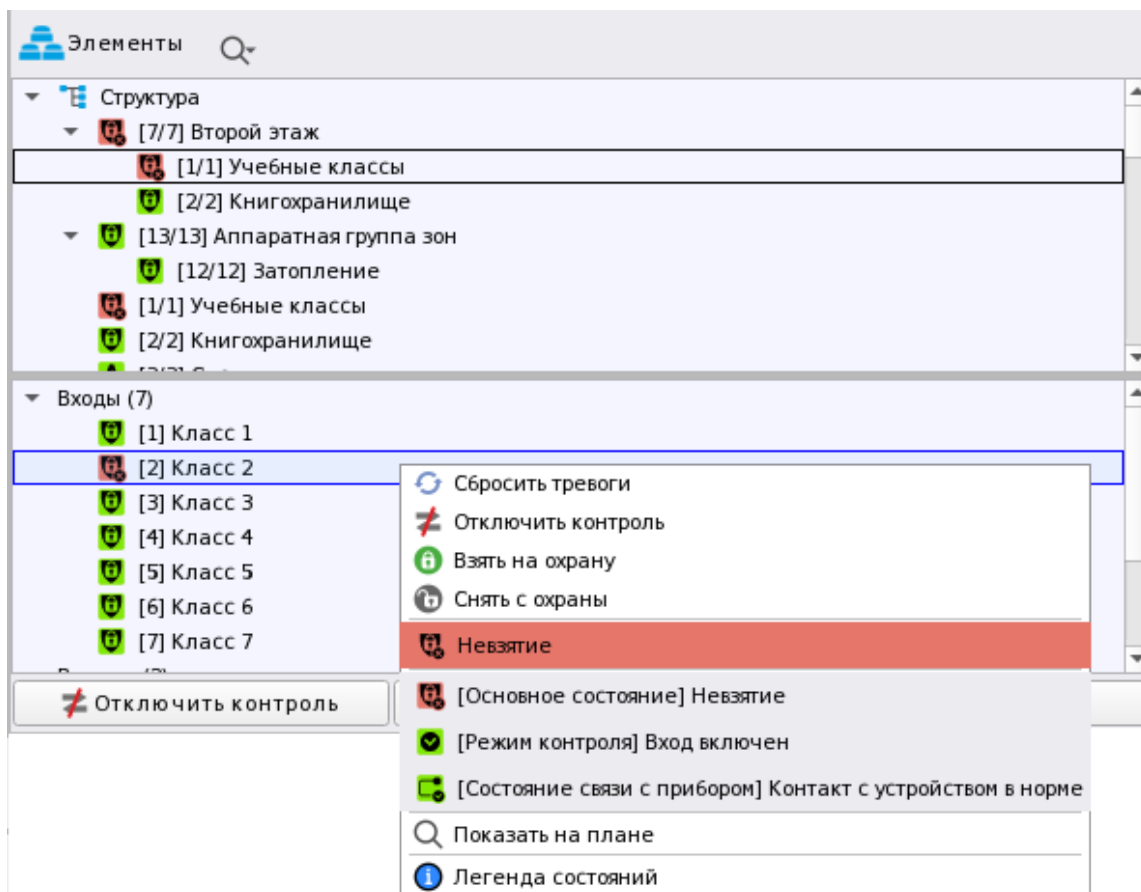 Элементы
Структура
[7/7] Второй этаж
[1/1] Учебные классы
[2/2] Книгохранилище
[13/13] Аппаратная группа зон
[12/12] Затопление
[1/1] Учебные классы
[2/2] Книгохранилище
Входы (7)
[1] Класс 1
[2] Класс 2
[3] Класс 3
[4] Класс 4
[5] Класс 5
[6] Класс 6
[7] Класс 7
Отключить контроль
Сбросить тревоги
Отключить контроль
Взять на охрану
Снять с охраны
Невзятие
[Основное состояние] Невзятие
[Режим контроля] Вход включен
[Состояние связи с прибором] Контакт с устройством в норме
Показать на плане
Легенда состояний